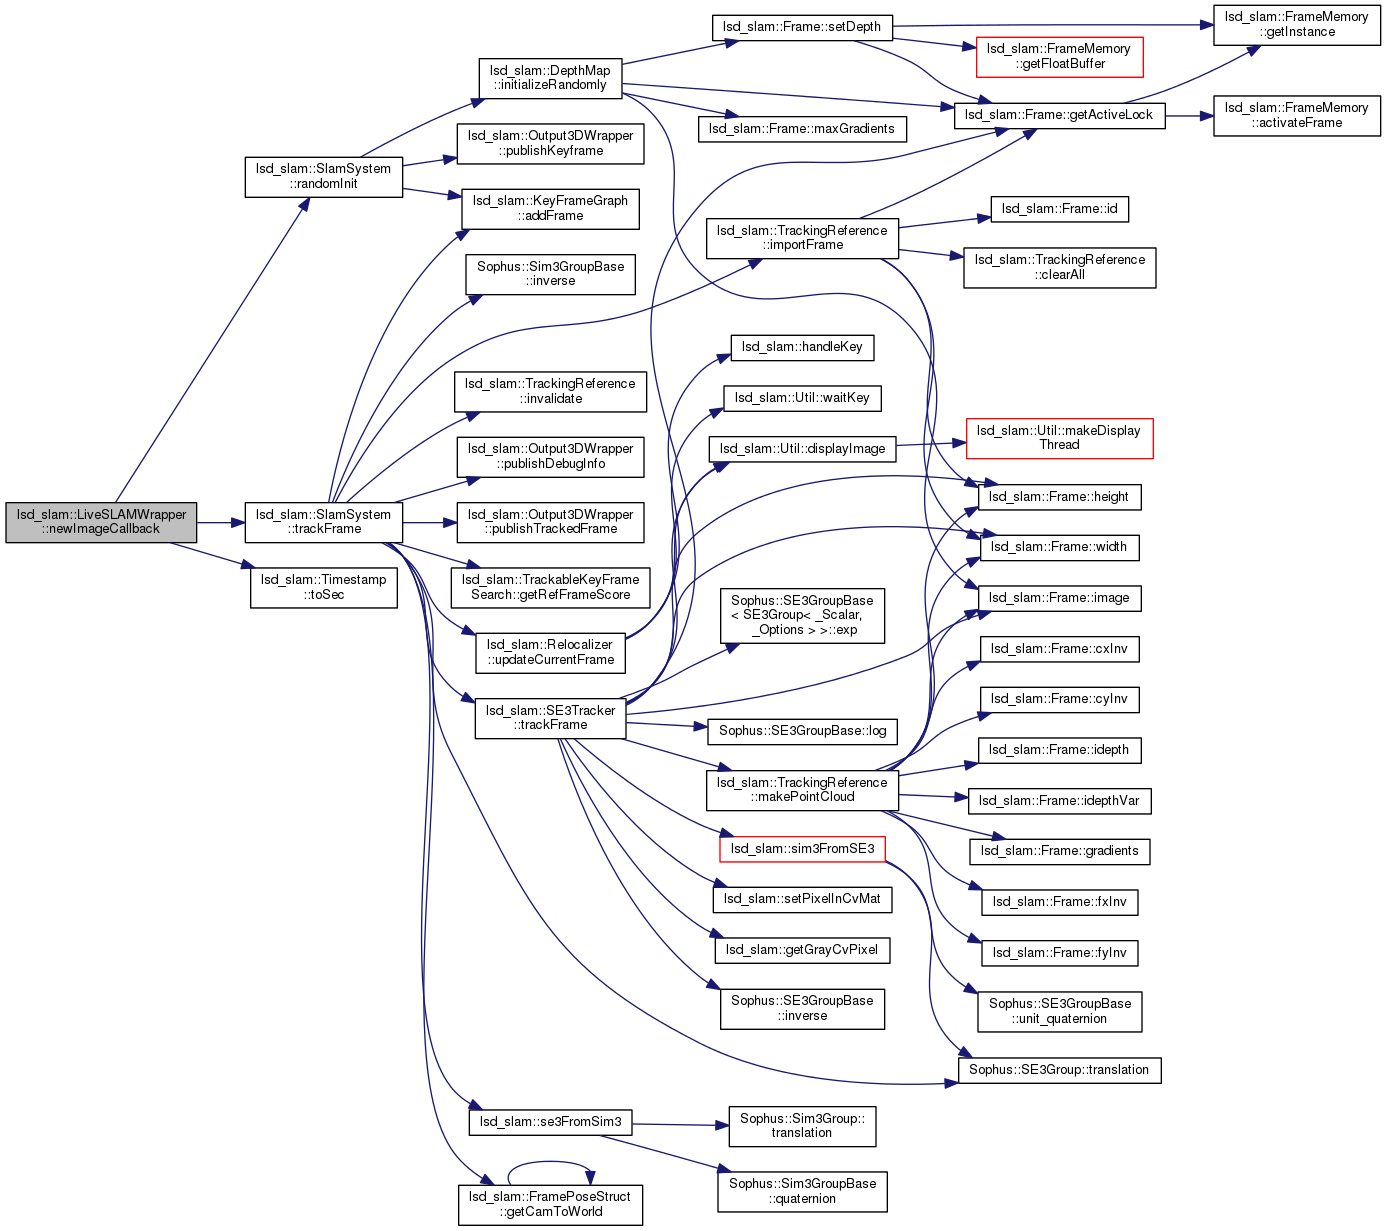 lsd_slam::LiveSLAMWrapper
::newImageCallback
lsd_slam::SlamSystem
::randomInit
lsd_slam::SlamSystem
::trackFrame
lsd_slam::Timestamp
::toSec
lsd_slam::DepthMap
::initializeRandomly
lsd_slam::Output3DWrapper
::publishKeyframe
lsd_slam::KeyFrameGraph
::addFrame
Sophus::Sim3GroupBase
::inverse
lsd_slam::TrackingReference
::invalidate
lsd_slam::Output3DWrapper
::publishDebugInfo
lsd_slam::Output3DWrapper
::publishTrackedFrame
lsd_slam::TrackableKeyFrame
Search::getRefFrameScore
lsd_slam::Relocalizer
::updateCurrentFrame
lsd_slam::SE3Tracker
::trackFrame
lsd_slam::se3FromSim3
lsd_slam::FramePoseStruct
::getCamToWorld
lsd_slam::Frame::setDepth
lsd_slam::Frame::maxGradients
lsd_slam::TrackingReference
::importFrame
lsd_slam::handleKey
lsd_slam::Util::waitKey
lsd_slam::Util::displayImage
Sophus::SE3GroupBase
< SE3Group< _Scalar,
_Options > >::exp
Sophus::SE3GroupBase::log
lsd_slam::TrackingReference
::makePointCloud
lsd_slam::sim3FromSE3
lsd_slam::setPixelInCvMat
lsd_slam::getGrayCvPixel
Sophus::SE3GroupBase
::inverse
Sophus::Sim3Group::
translation
Sophus::Sim3GroupBase
::quaternion
lsd_slam::FrameMemory
::getFloatBuffer
lsd_slam::Frame::getActiveLock
lsd_slam::Frame::id
lsd_slam::TrackingReference
::clearAll
lsd_slam::Util::makeDisplay
Thread
lsd_slam::Frame::height
lsd_slam::Frame::width
lsd_slam::Frame::image
lsd_slam::Frame::cxInv
lsd_slam::Frame::cyInv
lsd_slam::Frame::idepth
lsd_slam::Frame::idepthVar
lsd_slam::Frame::gradients
lsd_slam::Frame::fxInv
lsd_slam::Frame::fyInv
Sophus::SE3GroupBase
::unit_quaternion
Sophus::SE3Group::translation
lsd_slam::FrameMemory
::getInstance
lsd_slam::FrameMemory
::activateFrame